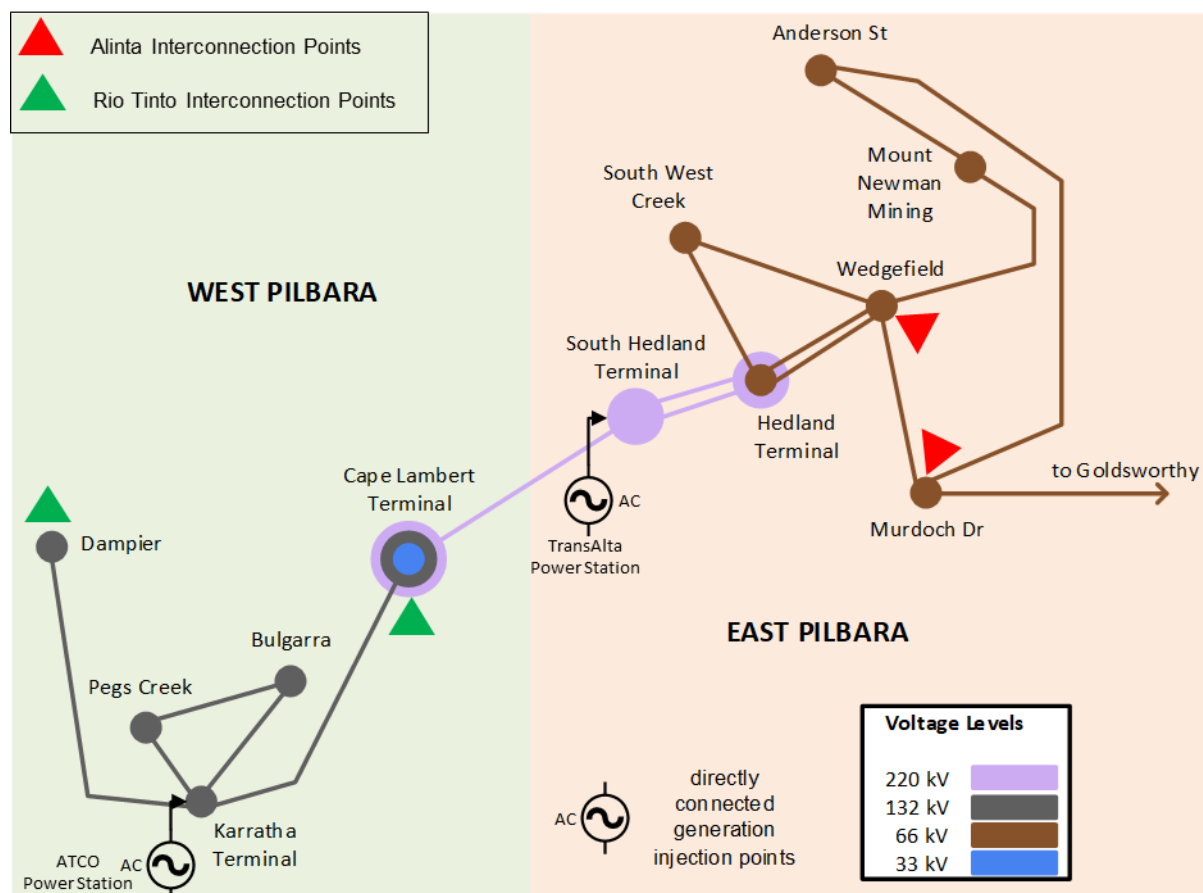 Alinta Interconnection Points
Rio Tinto Interconnection Points
Anderson St
Mount
Newman
Mining
South West
Creek
Wedgefield
WEST PILBARA
South Hedland
Terminal
Hedland
Terminal
to Goldsworthy
Cape Lambert
Terminal
AC
Murdoch Dr
Dampier
TransAlta
Power Station
EAST PILBARA
Bulgarra
Pegs Creek
Karratha
Terminal
ATCO
Power Station
AC
AC
directly
connected
generation
injection points
Voltage Levels
220 kV
132 kV
66 kV
33 kV